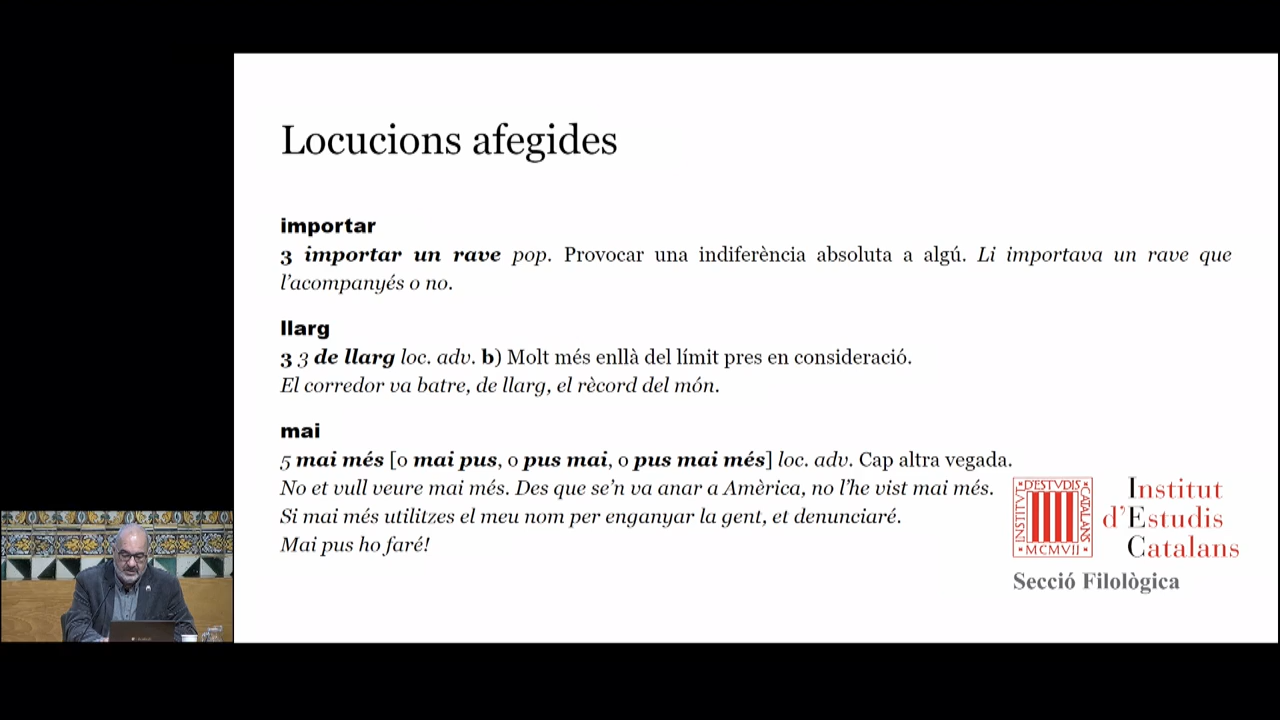 Locucions afegides
importar
3 importar un rave pop. Provocar una indiferència absoluta a algú. Li importava un rave que
l’acompanyés o no.
llarg
3 3 de llarg loc. adv. b) Molt més enllà del límit pres en consideració.
El corredor va batre, de llarg, el rècord del món.
mai
5 mai més [o mai pus, o pus mai, o pus mai més] loc. adv. Cap altra vegada.
No et vull veure mai més. Des que se’n va anar a Amèrica, no l’he vist mai més.
Si mai més utilitzes el meu nom per enganyar la gent, et denunciaré.
Mai pus ho faré!
INSTITVT D'ESTVDIS CATALANS
MCMVII
Institut
d’Estudis
Catalans
Secció Filològica